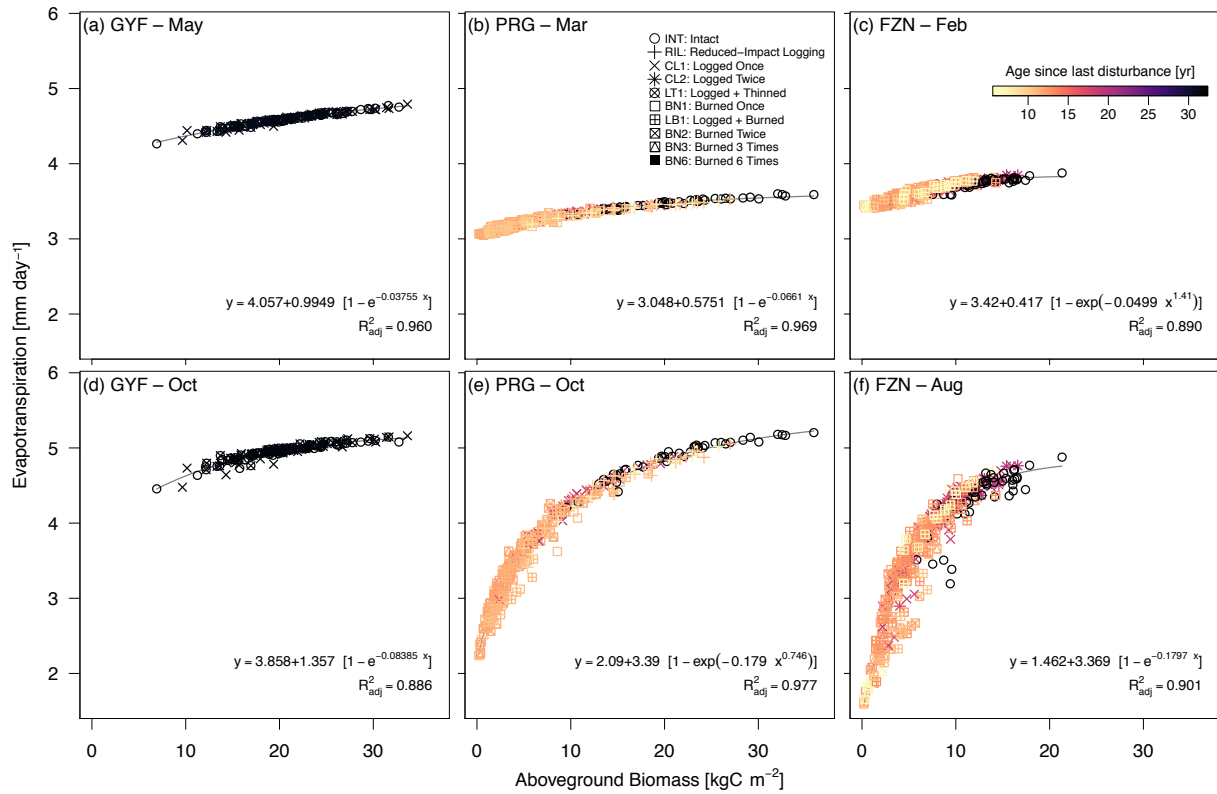 (a) GYF – May
(b) PRG – Mar
(c) FZN – Feb
INT: Intact
RIL: Reduced–Impact Logging
CL1: Logged Once
CL2: Logged Twice
LT1: Logged + Thinned
BN1: Burned Once
LB1: Logged + Burned
BN2: Burned Twice
BN3: Burned 3 Times
BN6: Burned 6 Times
Age since last disturbance [yr]
10 15 20 25 30
6
5
4
3
2
y = 4.057+0.9949 [1 – e^–0.03755 x]
R²adj = 0.960
y = 3.048+0.5751 [1 – e^–0.0661 x]
R²adj = 0.969
y = 3.42+0.417 [1 – exp(–0.0499 x^1.41)]
R²adj = 0.890
Evapotranspiration [mm day⁻¹]
(d) GYF – Oct
(e) PRG – Oct
(f) FZN – Aug
6
5
4
3
2
y = 3.858+1.357 [1 – e^–0.08385 x]
R²adj = 0.886
y = 2.09+3.39 [1 – exp(–0.179 x^0.746)]
R²adj = 0.977
y = 1.462+3.369 [1 – e^–0.1797 x]
R²adj = 0.901
0 10 20 30 0 10 20 30 0 10 20 30
Aboveground Biomass [kgC m⁻²]